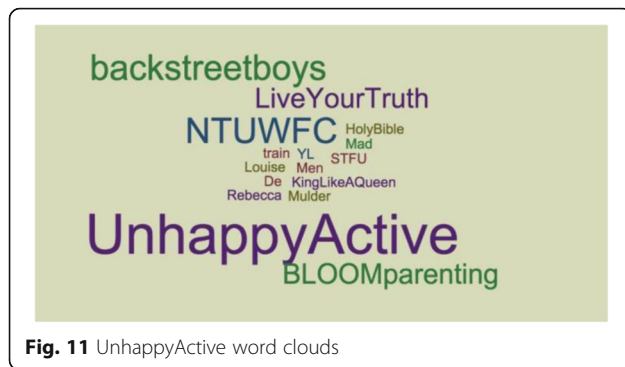 backstreetboys
LiveYourTruth
NTUWFC HolyBible
Mad
train YL STFU
Louise Men
De KingLikeAQueen
Rebecca Mulder
UnhappyActive
BLOOMparenting
Fig. 11 UnhappyActive word clouds